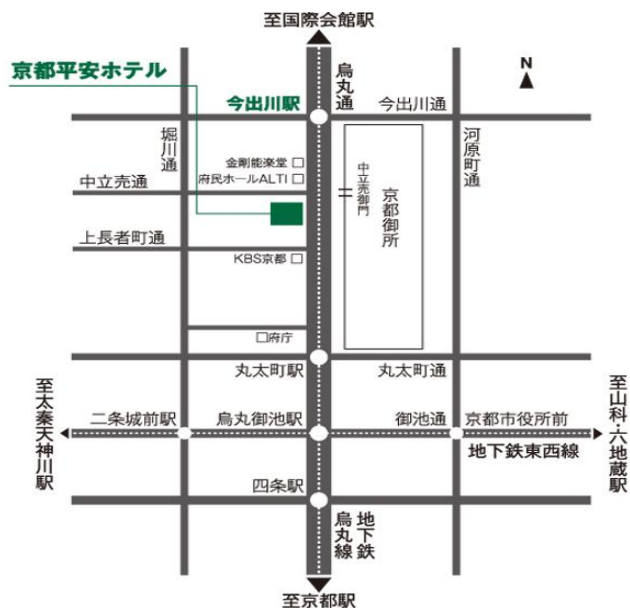 至国際会館駅
京都平安ホテル
烏丸通
N
今出川駅
今出川通
堀川通
河原町通
金剛能楽堂
府民ホールALTI
中立売通
中立売御門
京都御所
上長者町通
KBS京都
府庁
丸太町駅
丸太町通
至太秦天神川駅
二条城前駅
烏丸御池駅
御池通
京都市役所前
至山科・六地蔵駅
地下鉄東西線
四条駅
地下鉄
烏丸線
至京都駅